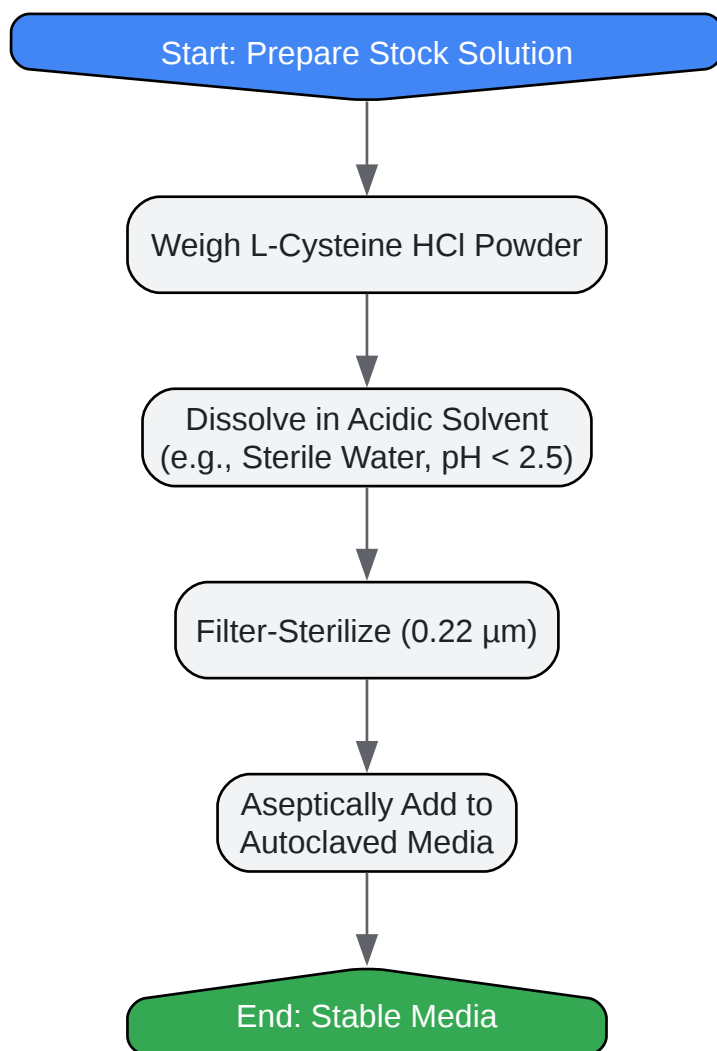 Start: Prepare Stock Solution
Weigh L-Cysteine HCl Powder
Dissolve in Acidic Solvent
(e.g., Sterile Water, pH < 2.5)
Filter-Sterilize (0.22 µm)
Aseptically Add to
Autoclaved Media
End: Stable Media